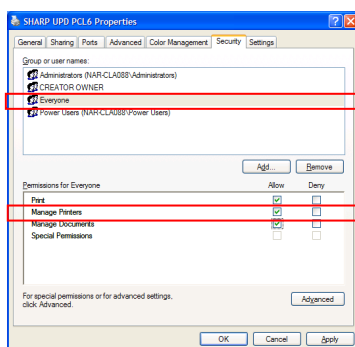 SHARP UPD PCL6 Properties
General Sharing Ports Advanced Color Management Security Settings
Group or user names:
Administrators (NAR-CLA088\Administrators)
CREATOR OWNER
Everyone
Power Users (NAR-CLA088\Power Users)
Add... Remove
Permissions for Everyone Allow Deny
Print
Manage Printers
Manage Documents
Special Permissions
For special permissions or for advanced settings,
click Advanced.
Advanced
OK Cancel Apply